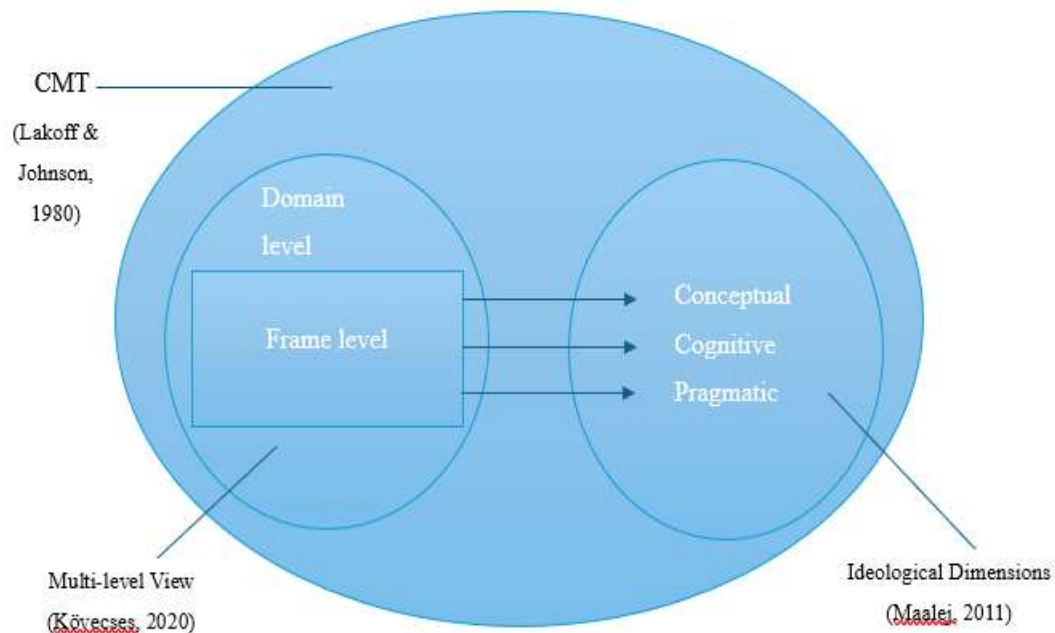 CMT
(Lakoff &
Johnson,
1980)
Domain
level
Frame level
Conceptual
Cognitive
Pragmatic
Multi-level View
(Kövecses, 2020)
Ideological Dimensions
(Maalej, 2011)